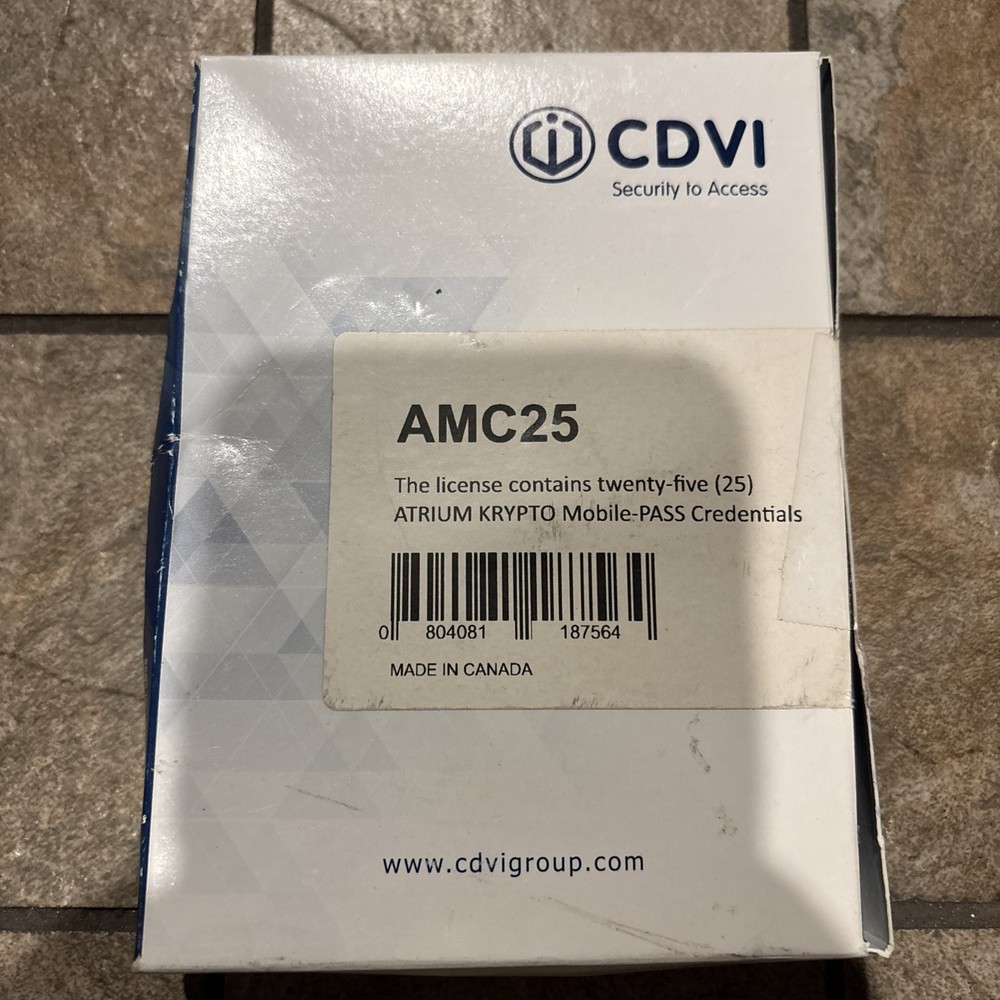 CDVI
Security to Access
AMC25
The license contains twenty-five (25)
ATRIUM KRYPTO Mobile-PASS Credentials
0 804081 187564
MADE IN CANADA
www.cdvigroup.com